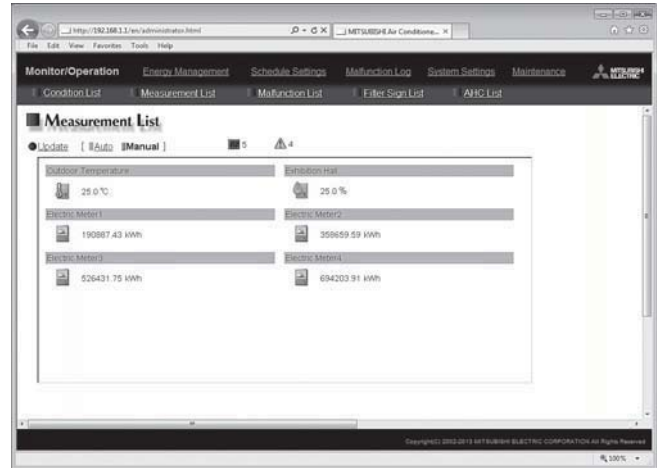 http://192.168.1.1/en/administrator.html
MITSUBISHI Air Conditione...
File Edit View Favorites Tools Help
Monitor/Operation Energy Management Schedule Settings Malfunction Log System Settings Maintenance MITSUBISHI ELECTRIC
Condition List Measurement List Malfunction List Filter Sign List AHC List
Measurement List
Update [ Auto Manual ] 5 4
Outdoor Temperature Exhibition Hall
25.0 °C 25.0 %
Electric Meter1 Electric Meter2
190887.43 kWh 358659.59 kWh
Electric Meter3 Electric Meter4
526431.75 kWh 694203.91 kWh
Copyright(C) 2002-2013 MITSUBISHI ELECTRIC CORPORATION All Rights Reserved
100%